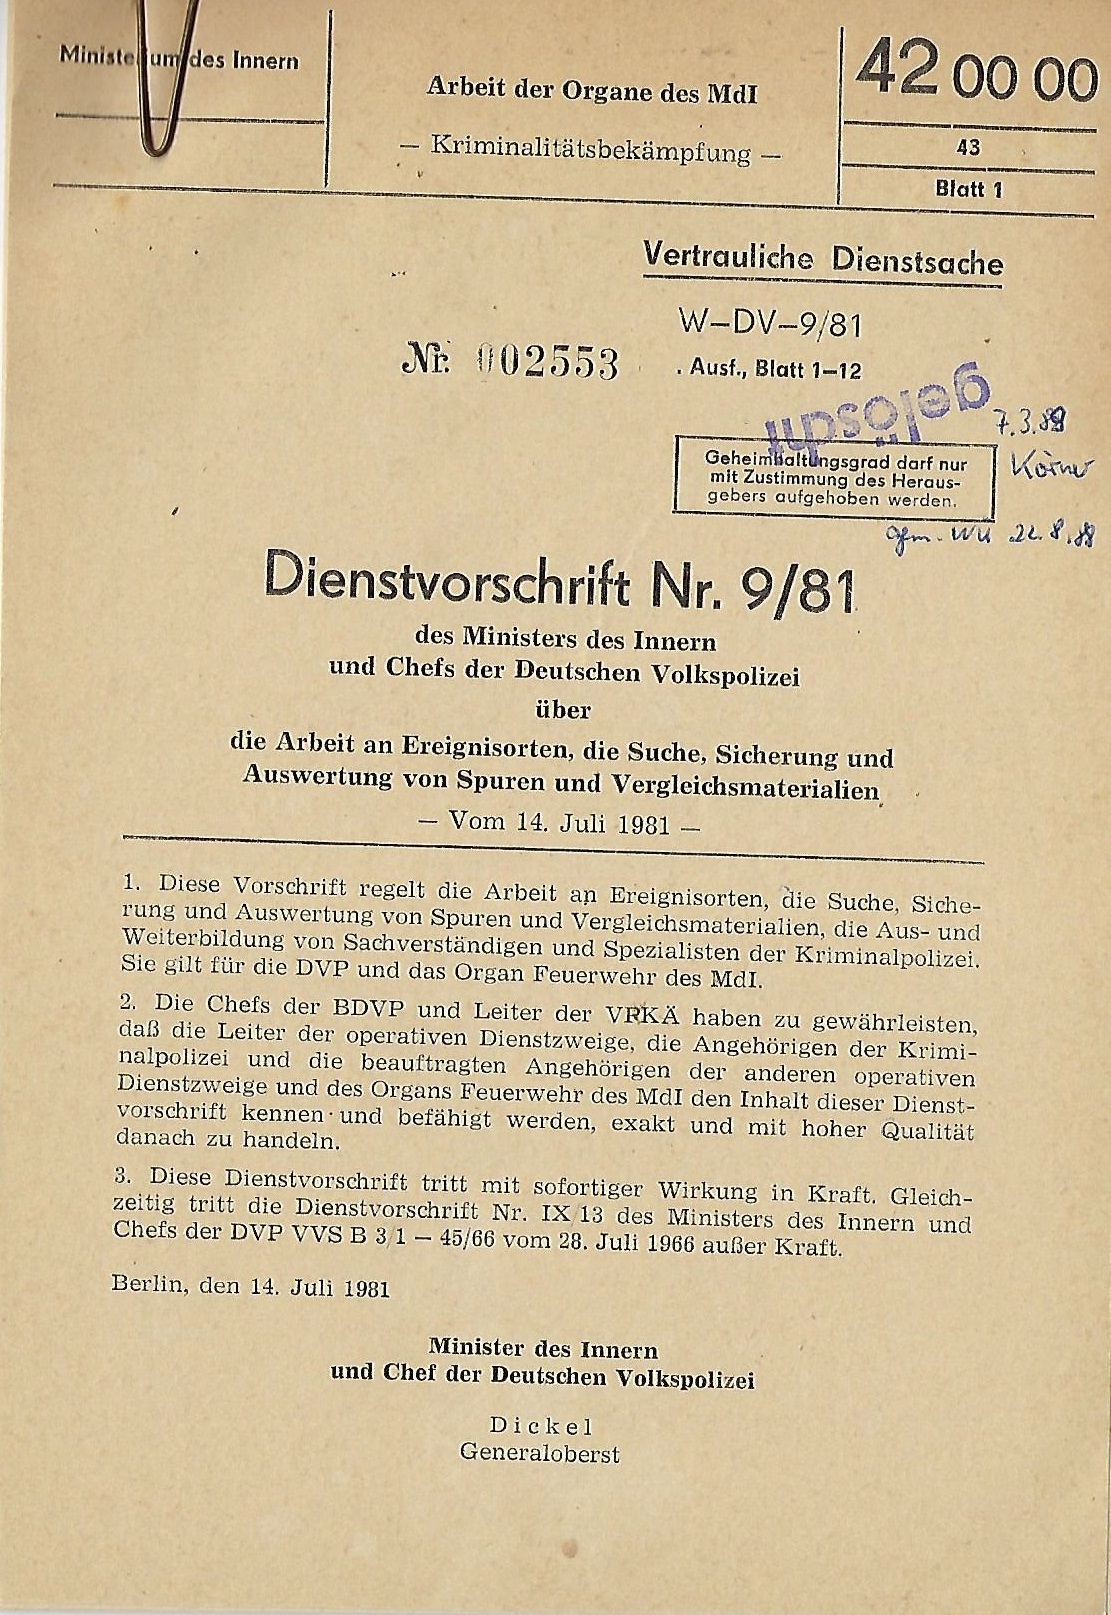 Ministerium des Innern
Arbeit der Organe des MdI
— Kriminalitätsbekämpfung —
42 00 00
43
Blatt 1
Vertrauliche Dienstsache
W–DV–9/81
Nr. 002553
. Ausf., Blatt 1–12
gelöscht
7.3.88
Körner
Geheimhaltungsgrad darf nur
mit Zustimmung des Heraus-
gebers aufgehoben werden.
gem. WU 22.8.88
Dienstvorschrift Nr. 9/81
des Ministers des Innern
und Chefs der Deutschen Volkspolizei
über
die Arbeit an Ereignisorten, die Suche, Sicherung und
Auswertung von Spuren und Vergleichsmaterialien
— Vom 14. Juli 1981 —
1. Diese Vorschrift regelt die Arbeit an Ereignisorten, die Suche, Siche-
rung und Auswertung von Spuren und Vergleichsmaterialien, die Aus- und
Weiterbildung von Sachverständigen und Spezialisten der Kriminalpolizei.
Sie gilt für die DVP und das Organ Feuerwehr des MdI.
2. Die Chefs der BDVP und Leiter der VPKÄ haben zu gewährleisten,
daß die Leiter der operativen Dienstzweige, die Angehörigen der Krimi-
nalpolizei und die beauftragten Angehörigen der anderen operativen
Dienstzweige und des Organs Feuerwehr des MdI den Inhalt dieser Dienst-
vorschrift kennen und befähigt werden, exakt und mit hoher Qualität
danach zu handeln.
3. Diese Dienstvorschrift tritt mit sofortiger Wirkung in Kraft. Gleich-
zeitig tritt die Dienstvorschrift Nr. IX/13 des Ministers des Innern und
Chefs der DVP VVS B 3/1 — 45/66 vom 28. Juli 1966 außer Kraft.
Berlin, den 14. Juli 1981
Minister des Innern
und Chef der Deutschen Volkspolizei
Dickel
Generaloberst